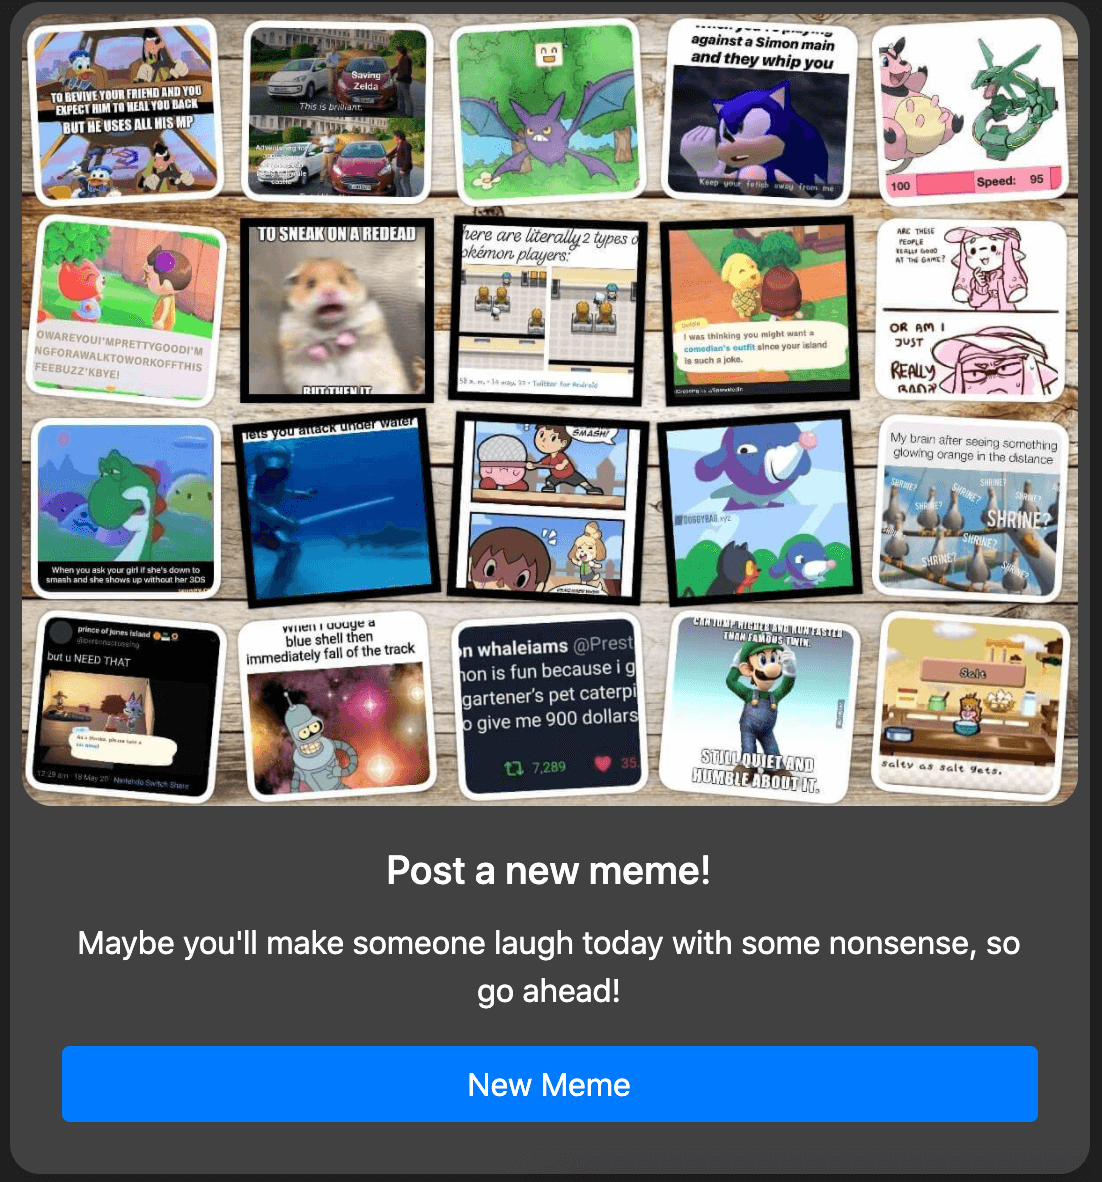 TO REVIVE YOUR FRIEND AND YOU
EXPECT HIM TO HEAL YOU BACK
BUT HE USES ALL HIS MP
Saving
Zelda
This is brilliant.
against a Simon main
and they whip you
Keep your fetish away from me
100
Speed: 95
OWAREYOUI'MPRETTYGOODI'M
NGFORAWALKTOWORKOFFTHIS
FEEBUZZ'KBYE!
TO SNEAK ON A REDEAD
BUT THEN IT
here are literally 2 types o
okémon players:
Twitter for Android
I was thinking you might want a
comedian's outfit since your island
is such a joke.
ARE THESE
PEOPLE
REALLY GOOD
AT THE GAME?
OR AM I
JUST
REALLY
BAD?
When you ask your girl if she's down to
smash and she shows up without her 3DS
lets you attack under water
SMASH!
DOGGYBAG.xyz
My brain after seeing something
glowing orange in the distance
SHRINE?
SHRINE?
SHRINE?
SHRINE?
SHRINE?
SHRINE?
SHRINE?
SHRINE?
SHRINE?
prince of junes island
but u NEED THAT
12:29 am · 18 May 20 · Nintendo Switch Share
when I dodge a
blue shell then
immediately fall of the track
n whaleiams @Prest
non is fun because i g
gartener's pet caterpi
o give me 900 dollars
7,289
35.
CAN JUMP HIGHER AND RUN FASTER
THAN FAMOUS TWIN.
STILL QUIET AND
HUMBLE ABOUT IT.
Salt
salty as salt gets.
Post a new meme!
Maybe you'll make someone laugh today with some nonsense, so
go ahead!
New Meme